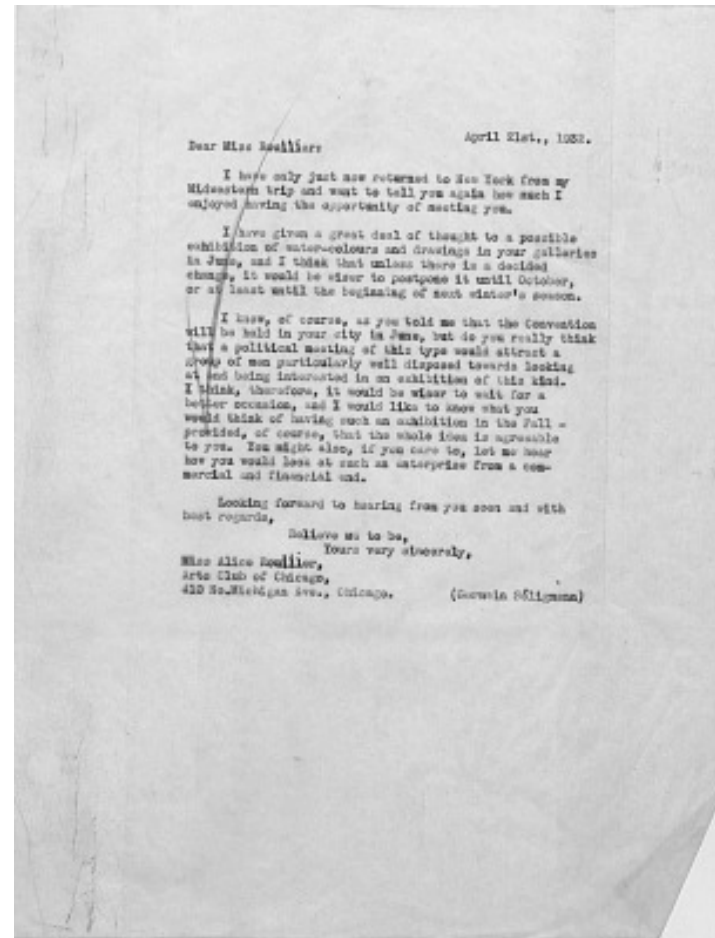 April 21st., 1932.
Dear Miss Roullier:
I have only just now returned to New York from my
Midwestern trip and want to tell you again how much I
enjoyed having the opportunity of meeting you.
I have given a great deal of thought to a possible
exhibition of water-colours and drawings in your galleries
in June, and I think that unless there is a decided
change, it would be wiser to postpone it until October,
or at least until the beginning of next winter's season.
I know, of course, as you told me that the Convention
will be held in your city in June, but do you really think
that a political meeting of this type would attract a
group of men particularly well disposed towards looking
at and being interested in an exhibition of this kind.
I think, therefore, it would be wiser to wait for a
better occasion, and I would like to know what you
would think of having such an exhibition in the Fall -
provided, of course, that the whole idea is agreeable
to you. You might also, if you care to, let me hear
how you would look at such an enterprise from a com-
mercial and financial end.
Looking forward to hearing from you soon and with
best regards,
Believe me to be,
Yours very sincerely,
Miss Alice Roullier,
Arts Club of Chicago,
410 No.Michigan Ave., Chicago.
(Germain Séligmann)